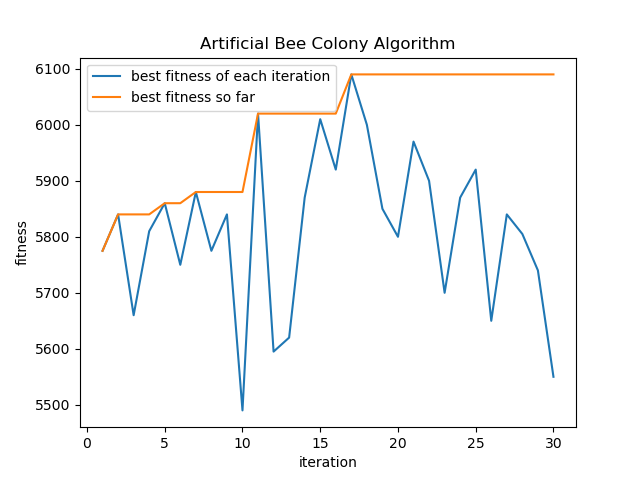 Artificial Bee Colony Algorithm
best fitness of each iteration
best fitness so far
6100
6000
5900
5800
5700
5600
5500
fitness
0 5 10 15 20 25 30
iteration